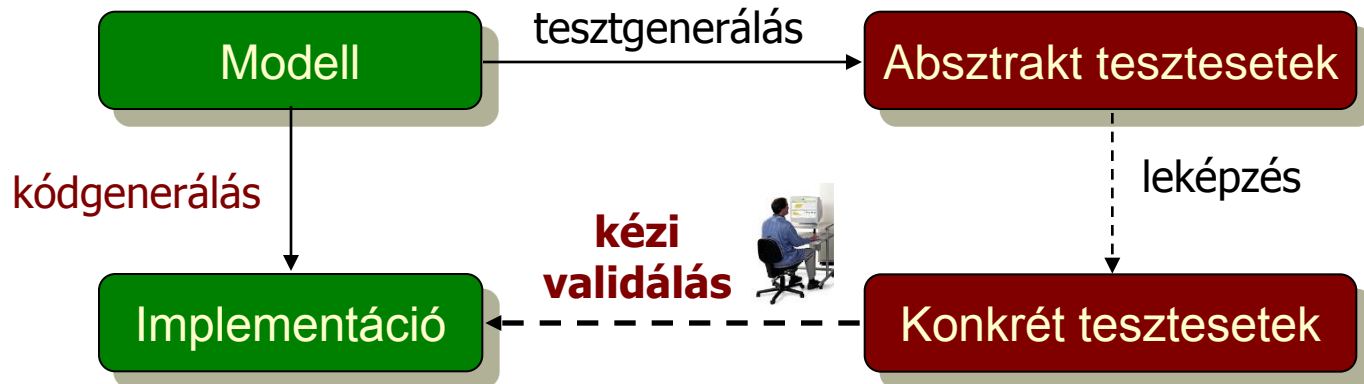 tesztgenerálás
Modell
Absztrakt tesztesetek
kódgenerálás
leképzés
kézi
validálás
Implementáció
Konkrét tesztesetek